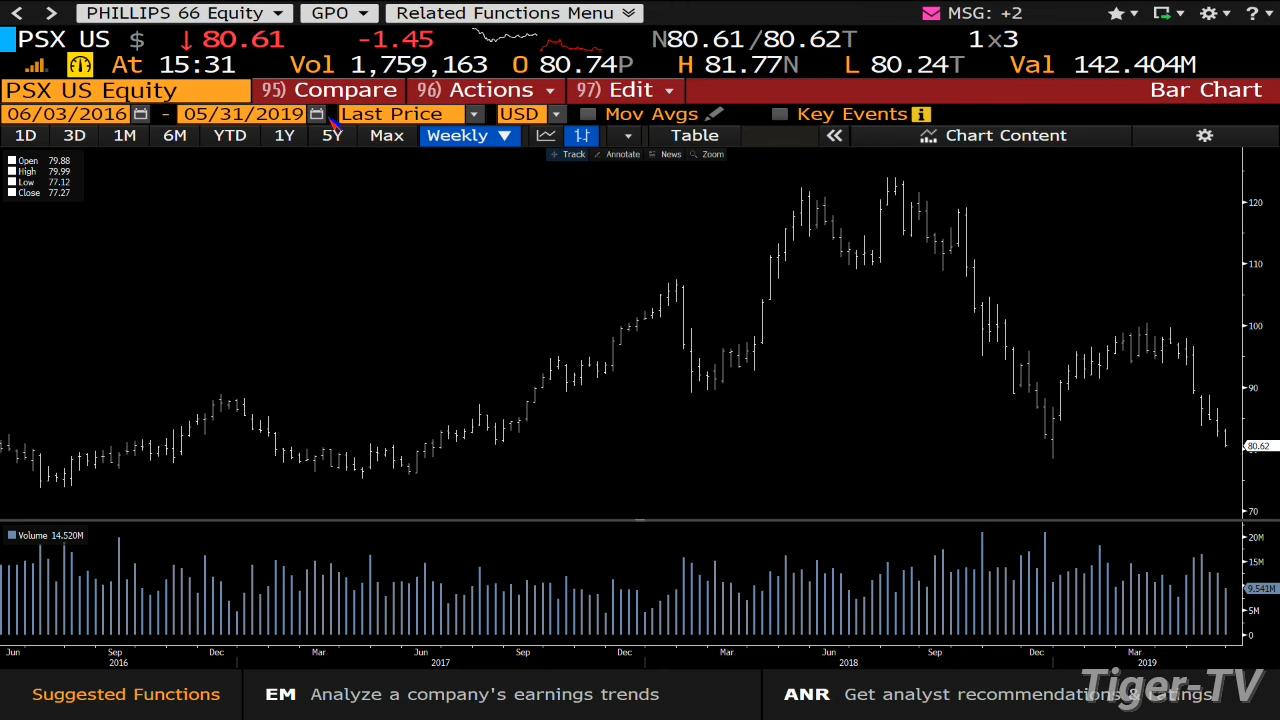 PHILLIPS 66 Equity GPO Related Functions Menu MSG: +2 ?
PSX US $ ↓ 80.61 -1.45 N80.61/80.62T 1x3
At 15:31 Vol 1,759,163 O 80.74P H 81.77N L 80.24T Val 142.404M
PSX US Equity 95) Compare 96) Actions 97) Edit Bar Chart
06/03/2016 - 05/31/2019 Last Price USD Mov Avgs Key Events i
1D 3D 1M 6M YTD 1Y 5Y Max Weekly Table « Chart Content
Track Annotate News Zoom
Open 79.88
High 79.99
Low 77.12
Close 77.27
120
110
100
90
80.62
70
Volume 14.520M
20M
15M
9.541M
5M
0
Jun Sep Dec Mar Jun Sep Dec Mar Jun Sep Dec Mar
2016 2017 2018 2019
Suggested Functions EM Analyze a company's earnings trends ANR Get analyst recommendations & ratings
Tiger-TV